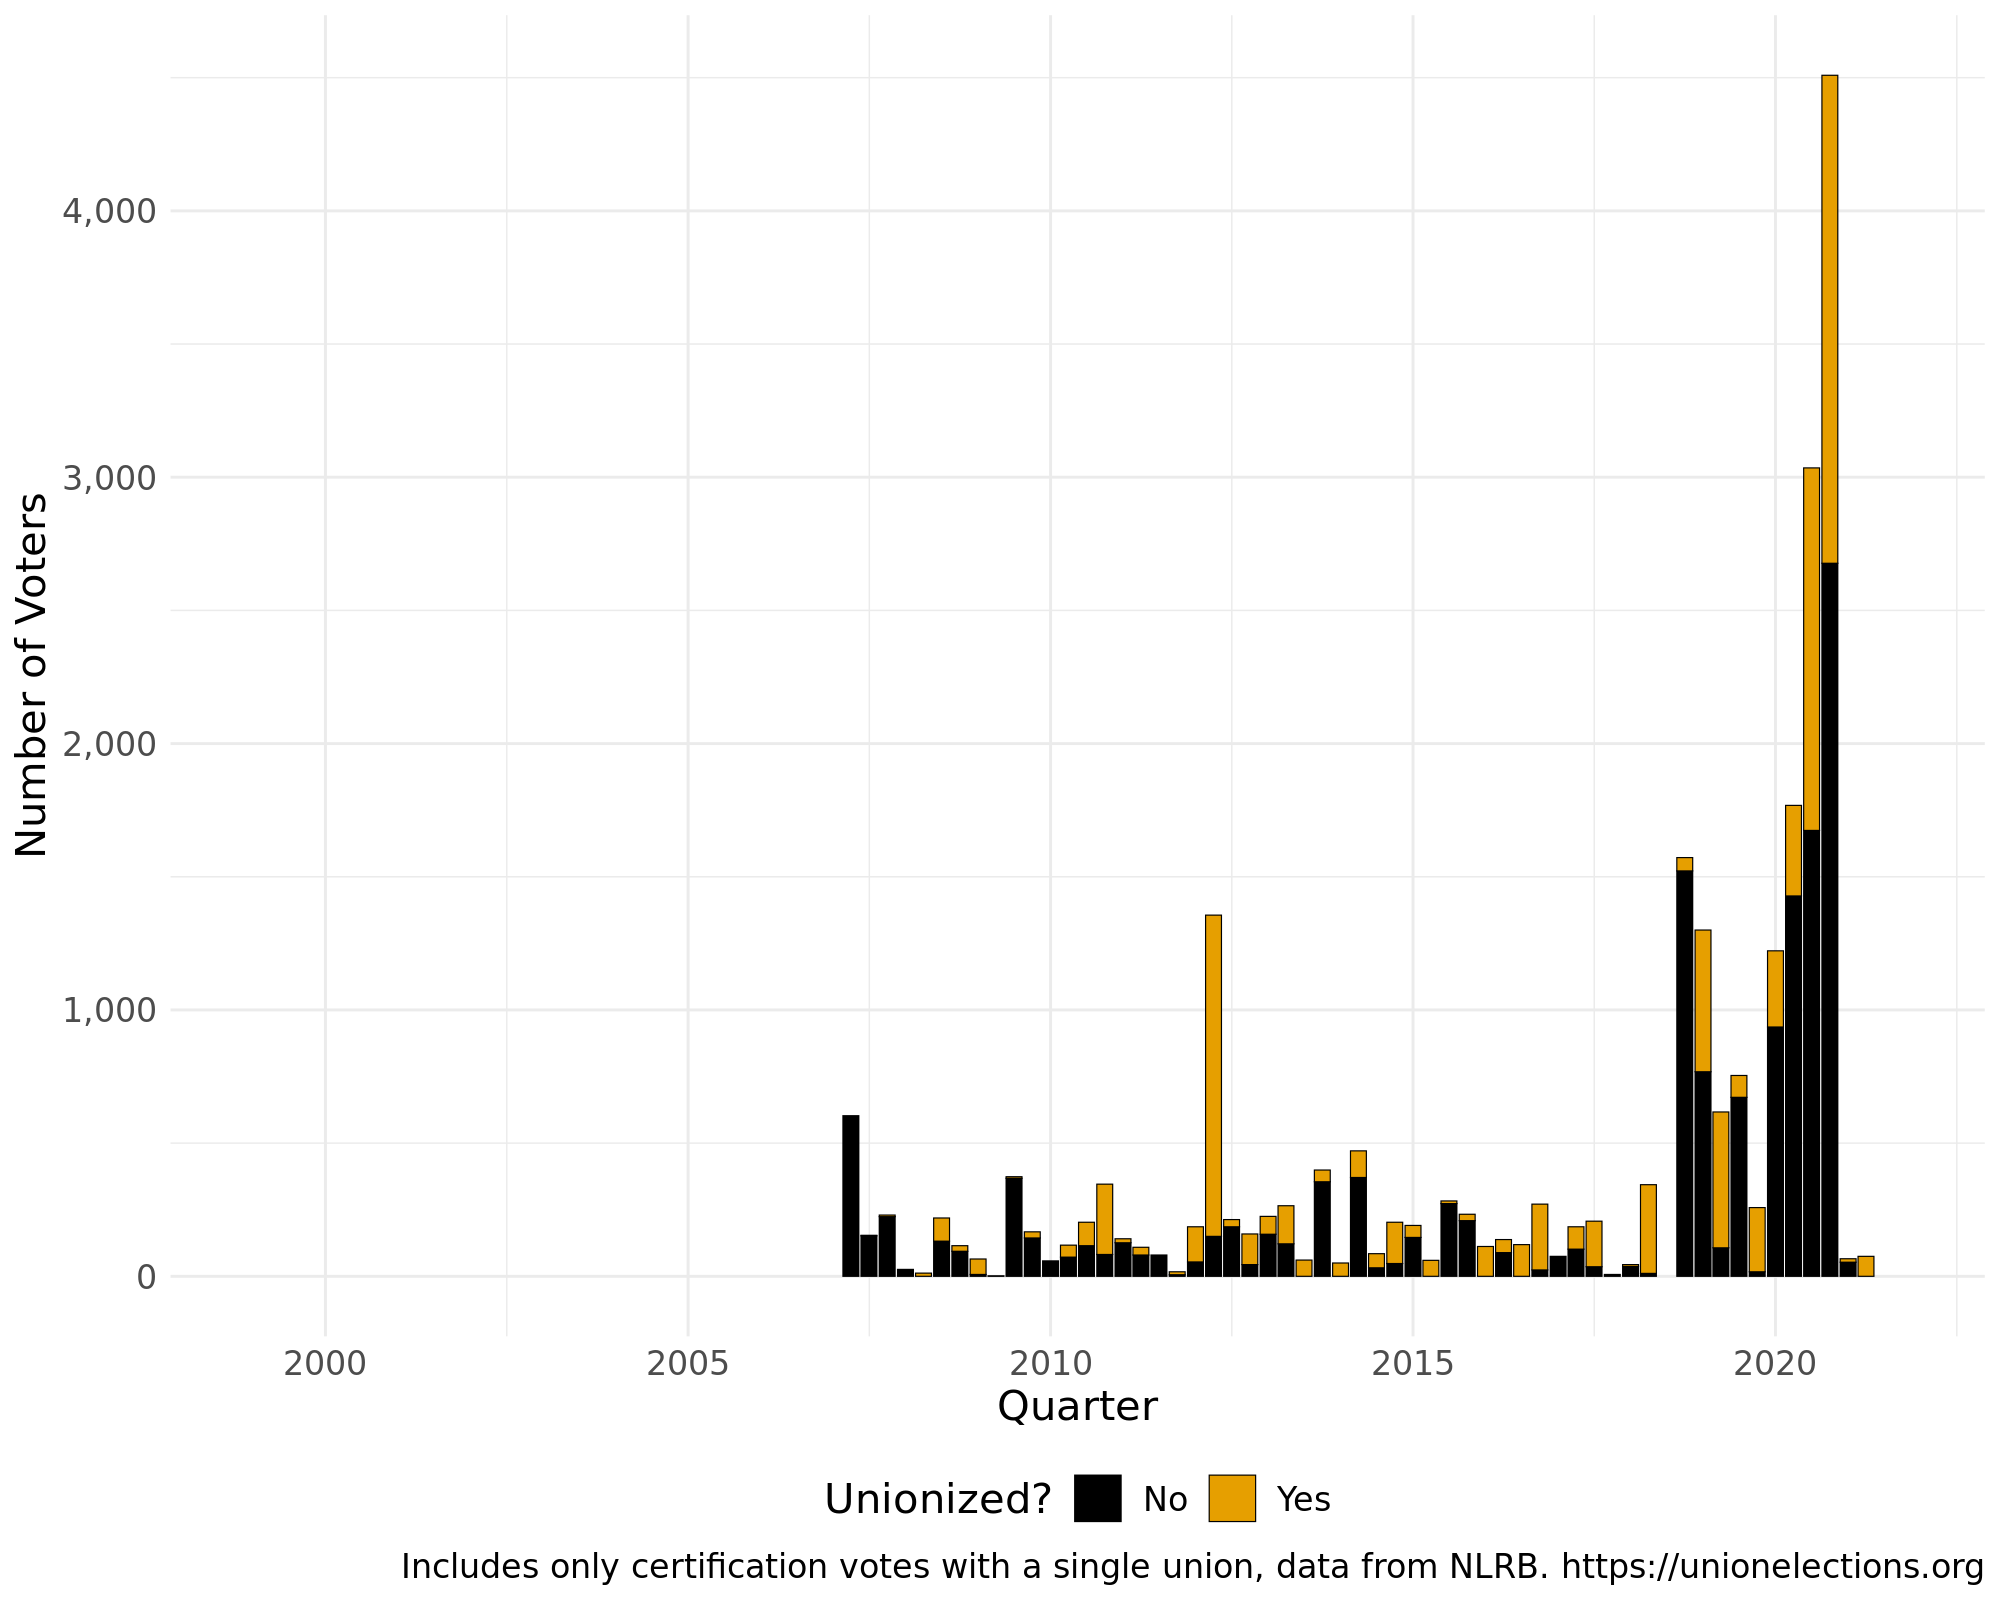 Number of Voters
4,000
3,000
2,000
1,000
0
2000 2005 2010 2015 2020
Quarter
Unionized? No Yes
Includes only certification votes with a single union, data from NLRB. https://unionelections.org